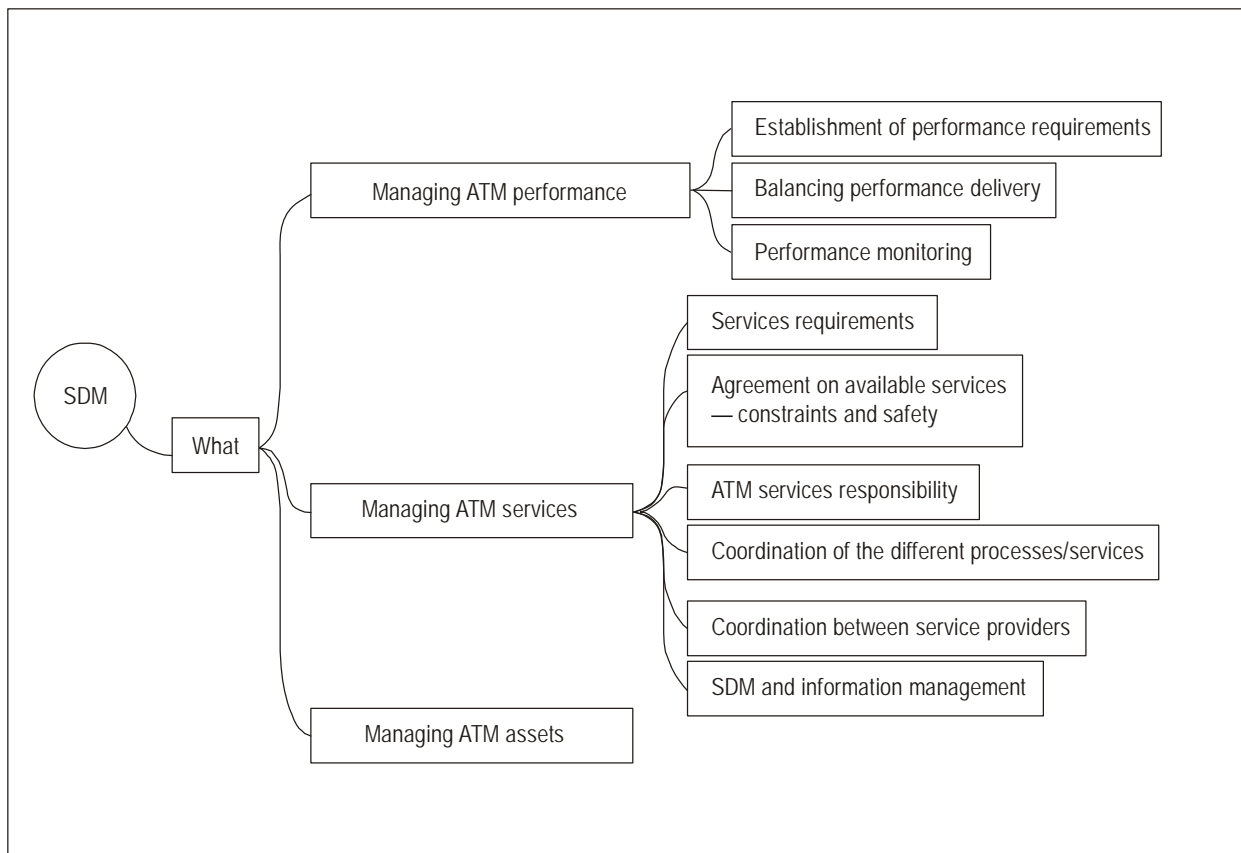 SDM
What
Managing ATM performance
Establishment of performance requirements
Balancing performance delivery
Performance monitoring
Managing ATM services
Services requirements
Agreement on available services
— constraints and safety
ATM services responsibility
Coordination of the different processes/services
Coordination between service providers
SDM and information management
Managing ATM assets